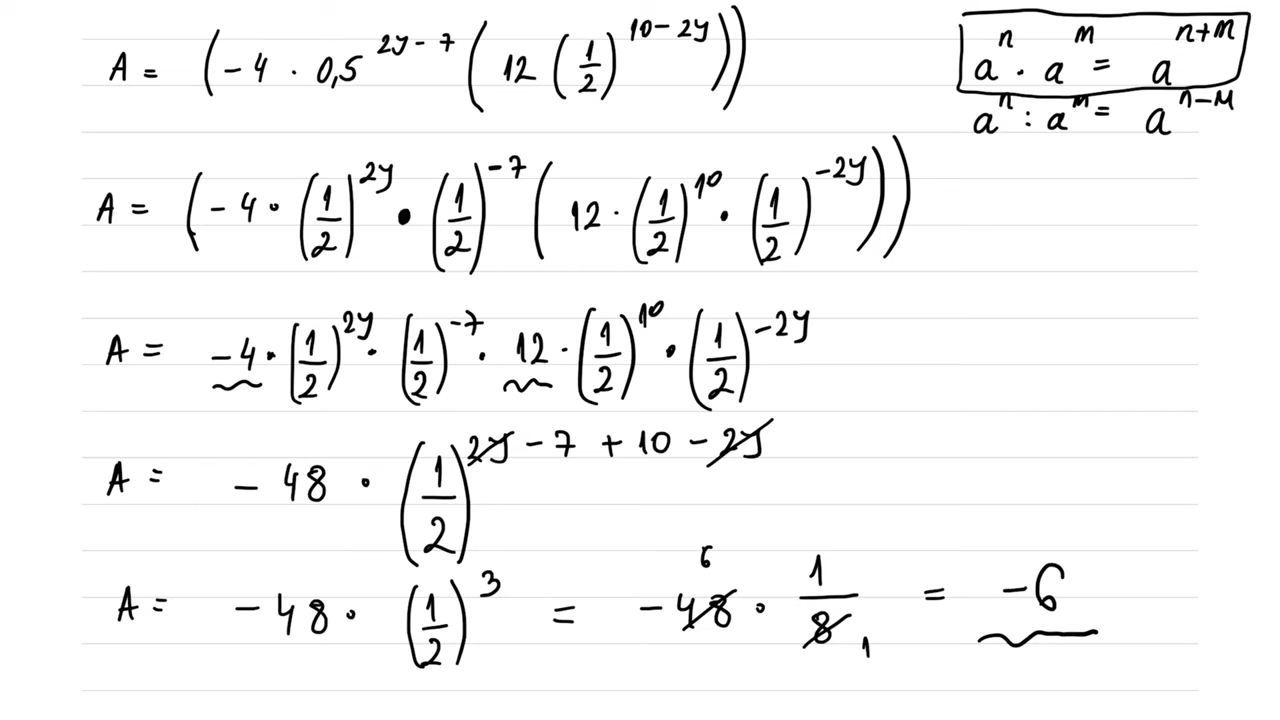 A = (-4 · 0,5^(2y-7) (12 (1/2)^(10-2y)))
a^n · a^m = a^(n+m)
a^n : a^m = a^(n-m)
A = (-4 · (1/2)^(2y) · (1/2)^(-7) (12 · (1/2)^(10) · (1/2)^(-2y)))
A = -4 · (1/2)^(2y) · (1/2)^(-7) · 12 · (1/2)^(10) · (1/2)^(-2y)
A = -48 · (1/2)^(2y-7+10-2y)
A = -48 · (1/2)^3 = -48 6 · 1/8 1 = -6